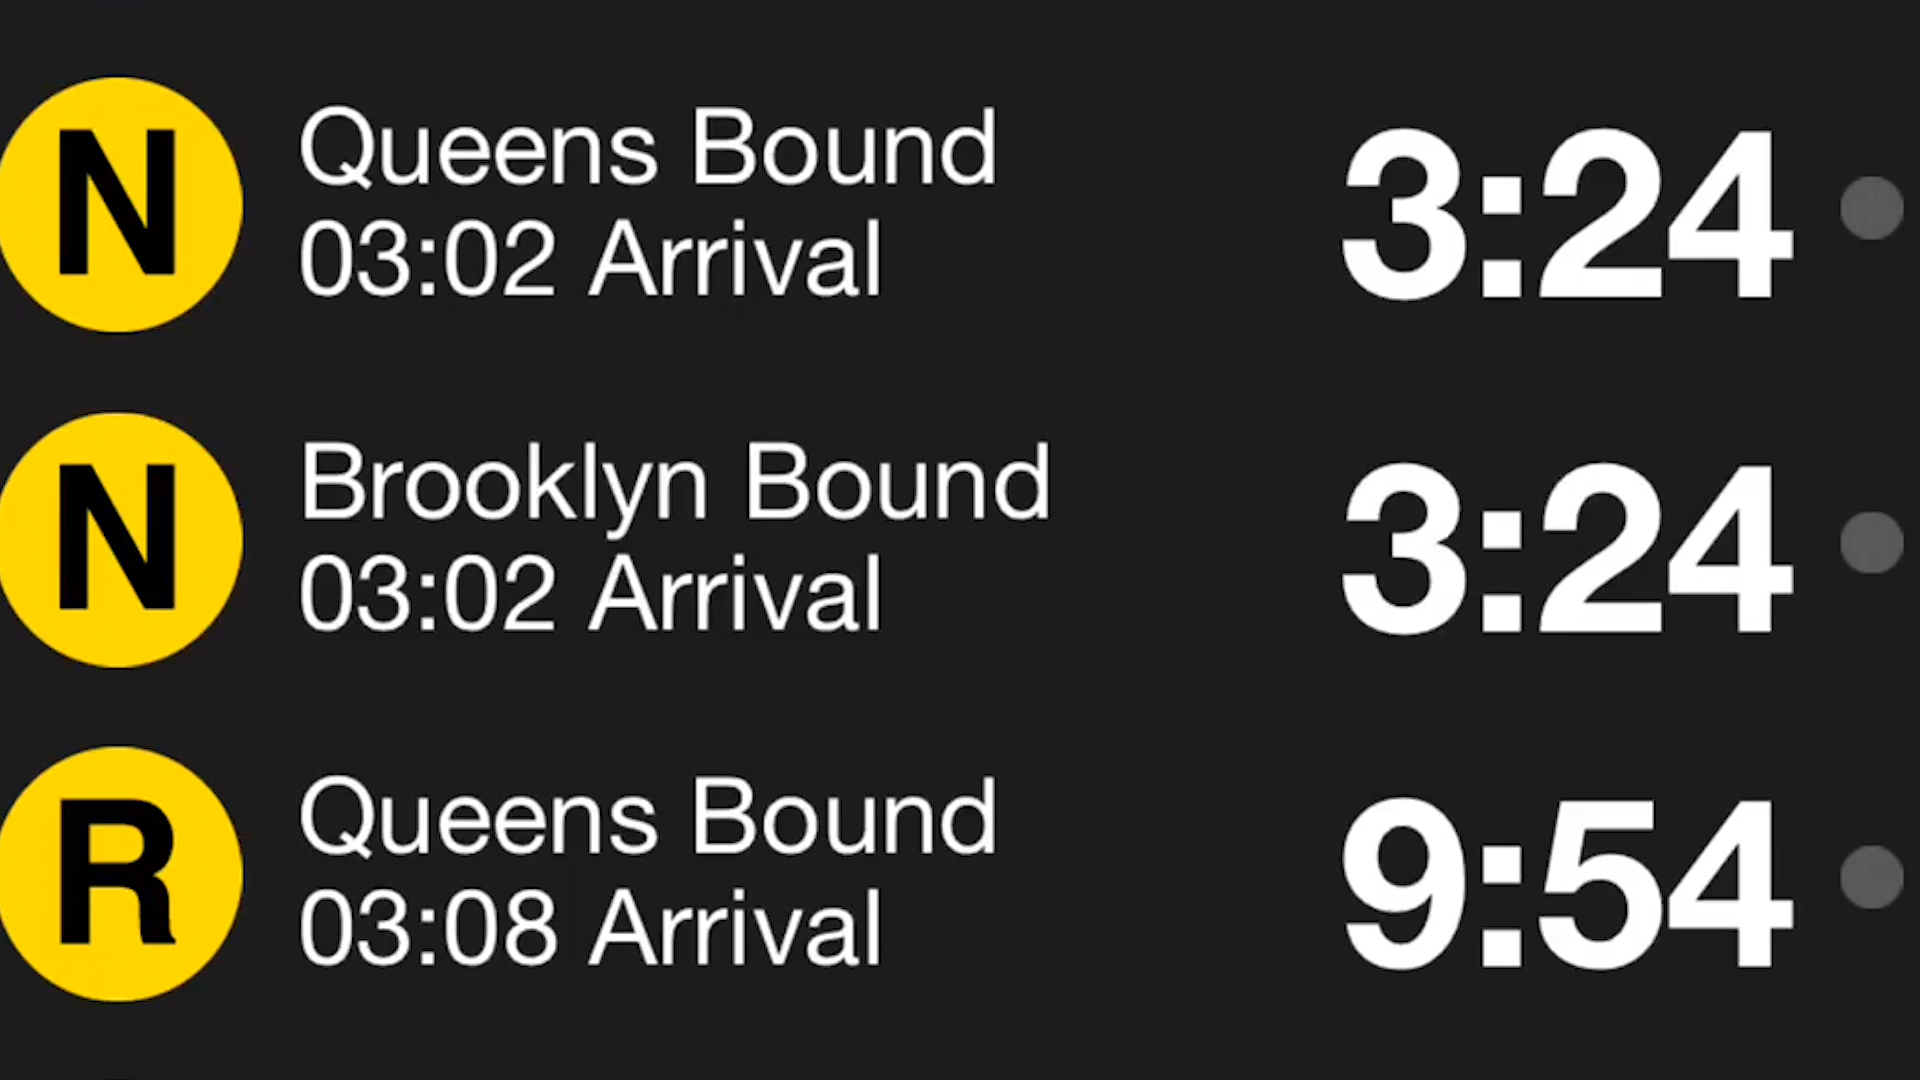 N
Queens Bound
03:02 Arrival
3:24
N
Brooklyn Bound
03:02 Arrival
3:24
R
Queens Bound
03:08 Arrival
9:54